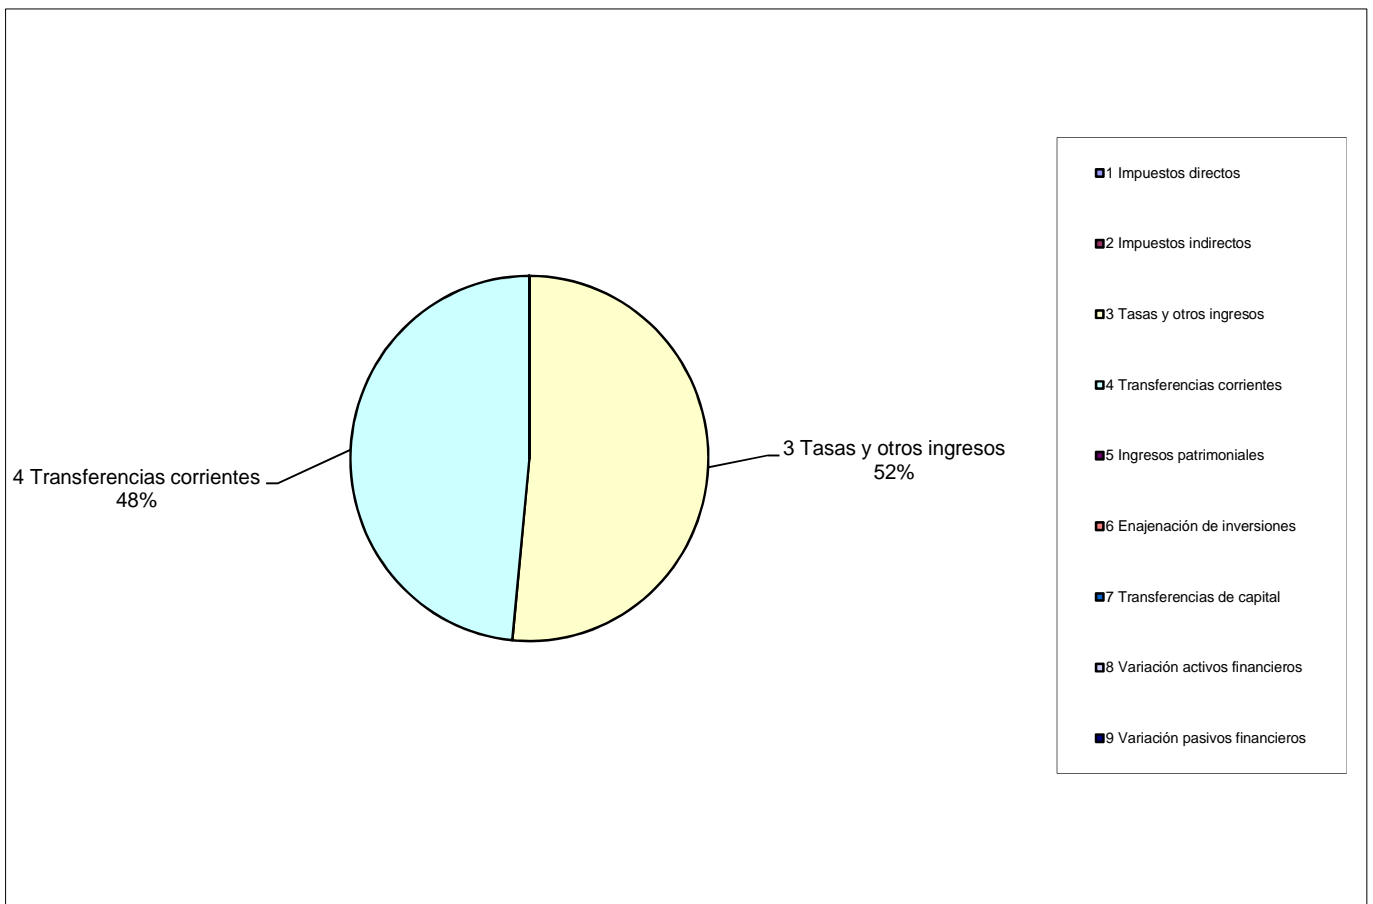 4 Transferencias corrientes
48%
3 Tasas y otros ingresos
52%
1 Impuestos directos
2 Impuestos indirectos
3 Tasas y otros ingresos
4 Transferencias corrientes
5 Ingresos patrimoniales
6 Enajenación de inversiones
7 Transferencias de capital
8 Variación activos financieros
9 Variación pasivos financieros